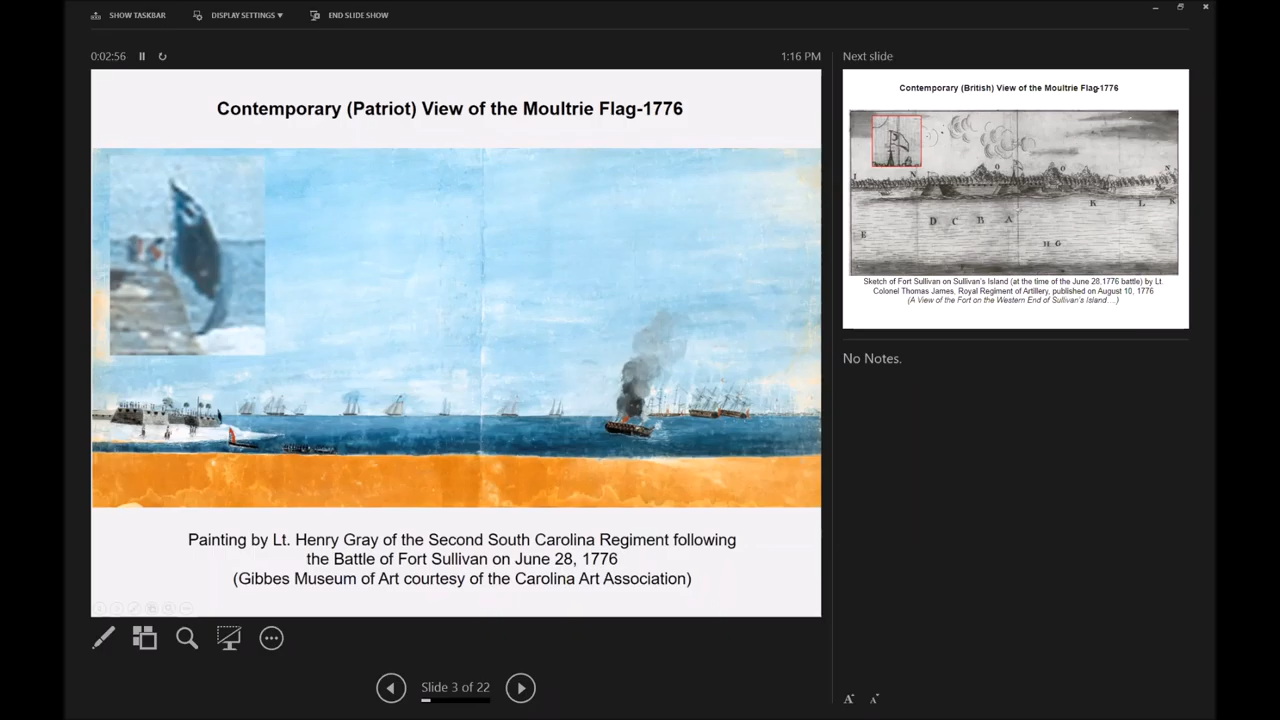 SHOW TASKBAR
DISPLAY SETTINGS ▼
END SLIDE SHOW
0:02:56
1:16 PM
Next slide
Contemporary (Patriot) View of the Moultrie Flag-1776
Painting by Lt. Henry Gray of the Second South Carolina Regiment following
the Battle of Fort Sullivan on June 28, 1776
(Gibbes Museum of Art courtesy of the Carolina Art Association)
Slide 3 of 22
Contemporary (British) View of the Moultrie Flag-1776
I
N
O
O
N
D
C
B
A
K
L
K
E
H G
Sketch of Fort Sullivan on Sullivan's Island (at the time of the June 28,1776 battle) by Lt.
Colonel Thomas James, Royal Regiment of Artillery, published on August 10, 1776
(A View of the Fort on the Western End of Sullivan's Island....)
No Notes.
A A